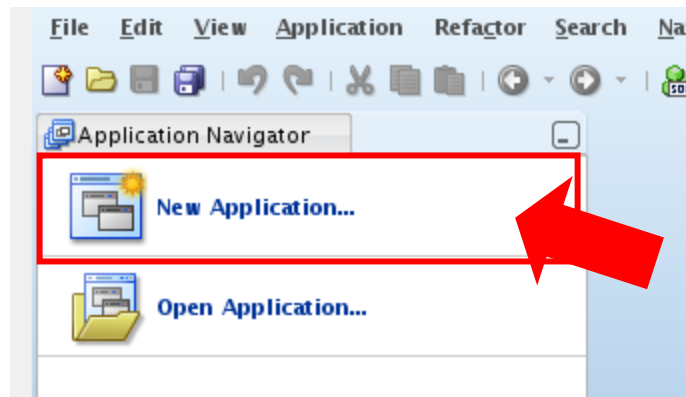 File Edit View Application Refactor Search
Application Navigator
New Application...
Open Application...